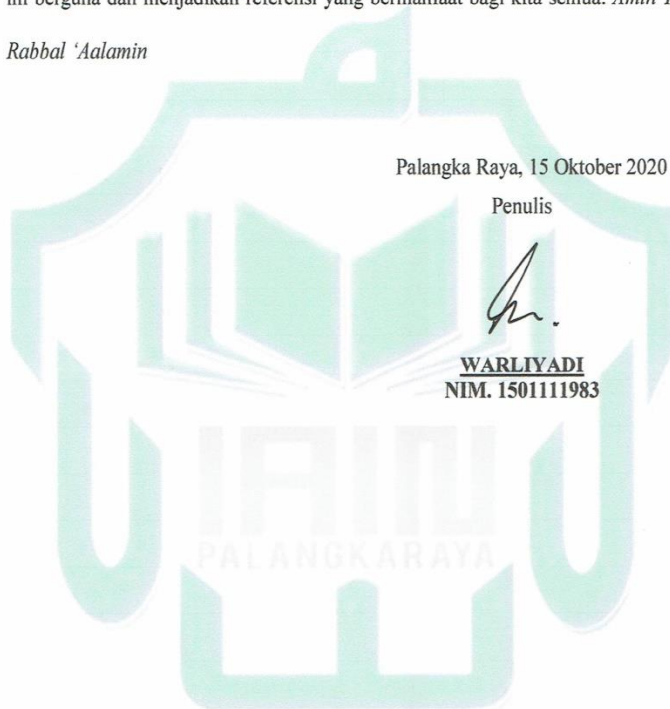 ini berguna dan menjadikan referensi yang bermanfaat bagi kita semua. Amin
Rabbal ‘Aalamin
Palangka Raya, 15 Oktober 2020
Penulis
WARLIYADI
NIM. 1501111983
IAIN
PALANGKARAYA